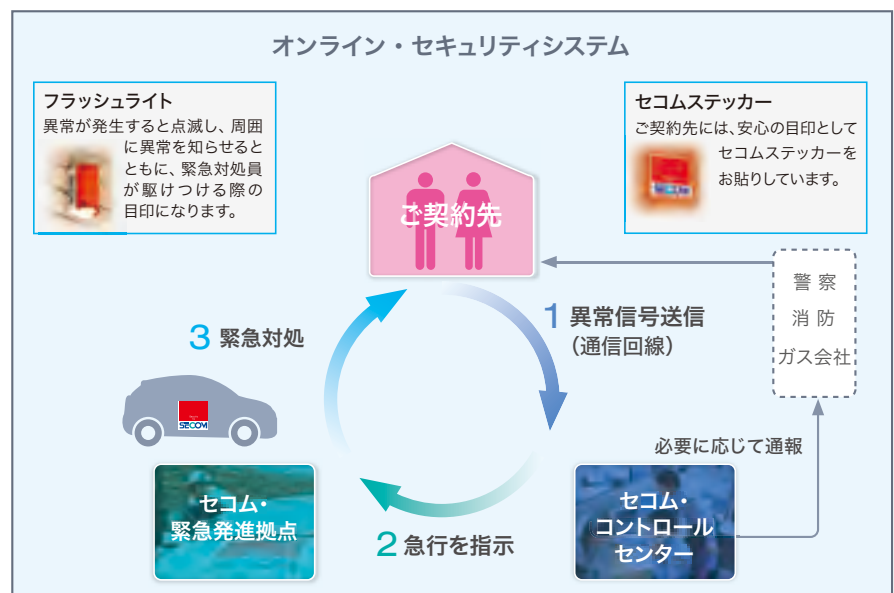 オンライン・セキュリティシステム
フラッシュライト
異常が発生すると点滅し、周囲
に異常を知らせると
ともに、緊急対処員
が駆けつける際の
目印になります。
セコムステッカー
ご契約先には、安心の目印として
セコムステッカーを
お貼りしています。
SECOM
ご契約先
警察
消防
ガス会社
1 異常信号送信
（通信回線）
3 緊急対処
SECOM
必要に応じて通報
セコム・
緊急発進拠点
2 急行を指示
セコム・
コントロール
センター